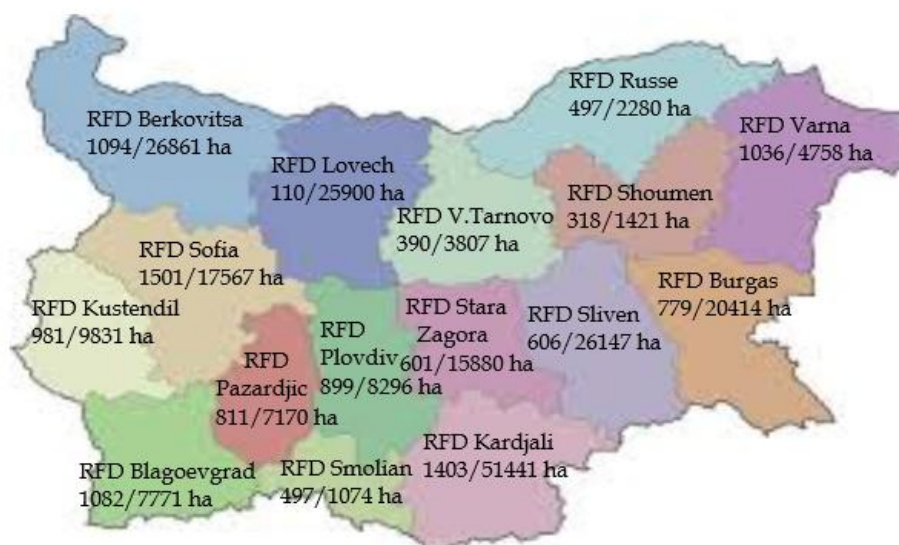 RFD Russe
497/2280 ha
RFD Berkovitsa
1094/26861 ha
RFD Varna
1036/4758 ha
RFD Lovech
110/25900 ha
RFD Shoumen
318/1421 ha
RFD V.Tarnovo
390/3807 ha
RFD Sofia
1501/17567 ha
RFD Burgas
779/20414 ha
RFD Kustendil
981/9831 ha
RFD Stara
Zagora
601/15880 ha
RFD Sliven
606/26147 ha
RFD
Plovdiv
899/8296 ha
RFD
Pazardjic
811/7170 ha
RFD Kardjali
1403/51441 ha
RFD Blagoevgrad
1082/7771 ha
RFD Smolian
497/1074 ha